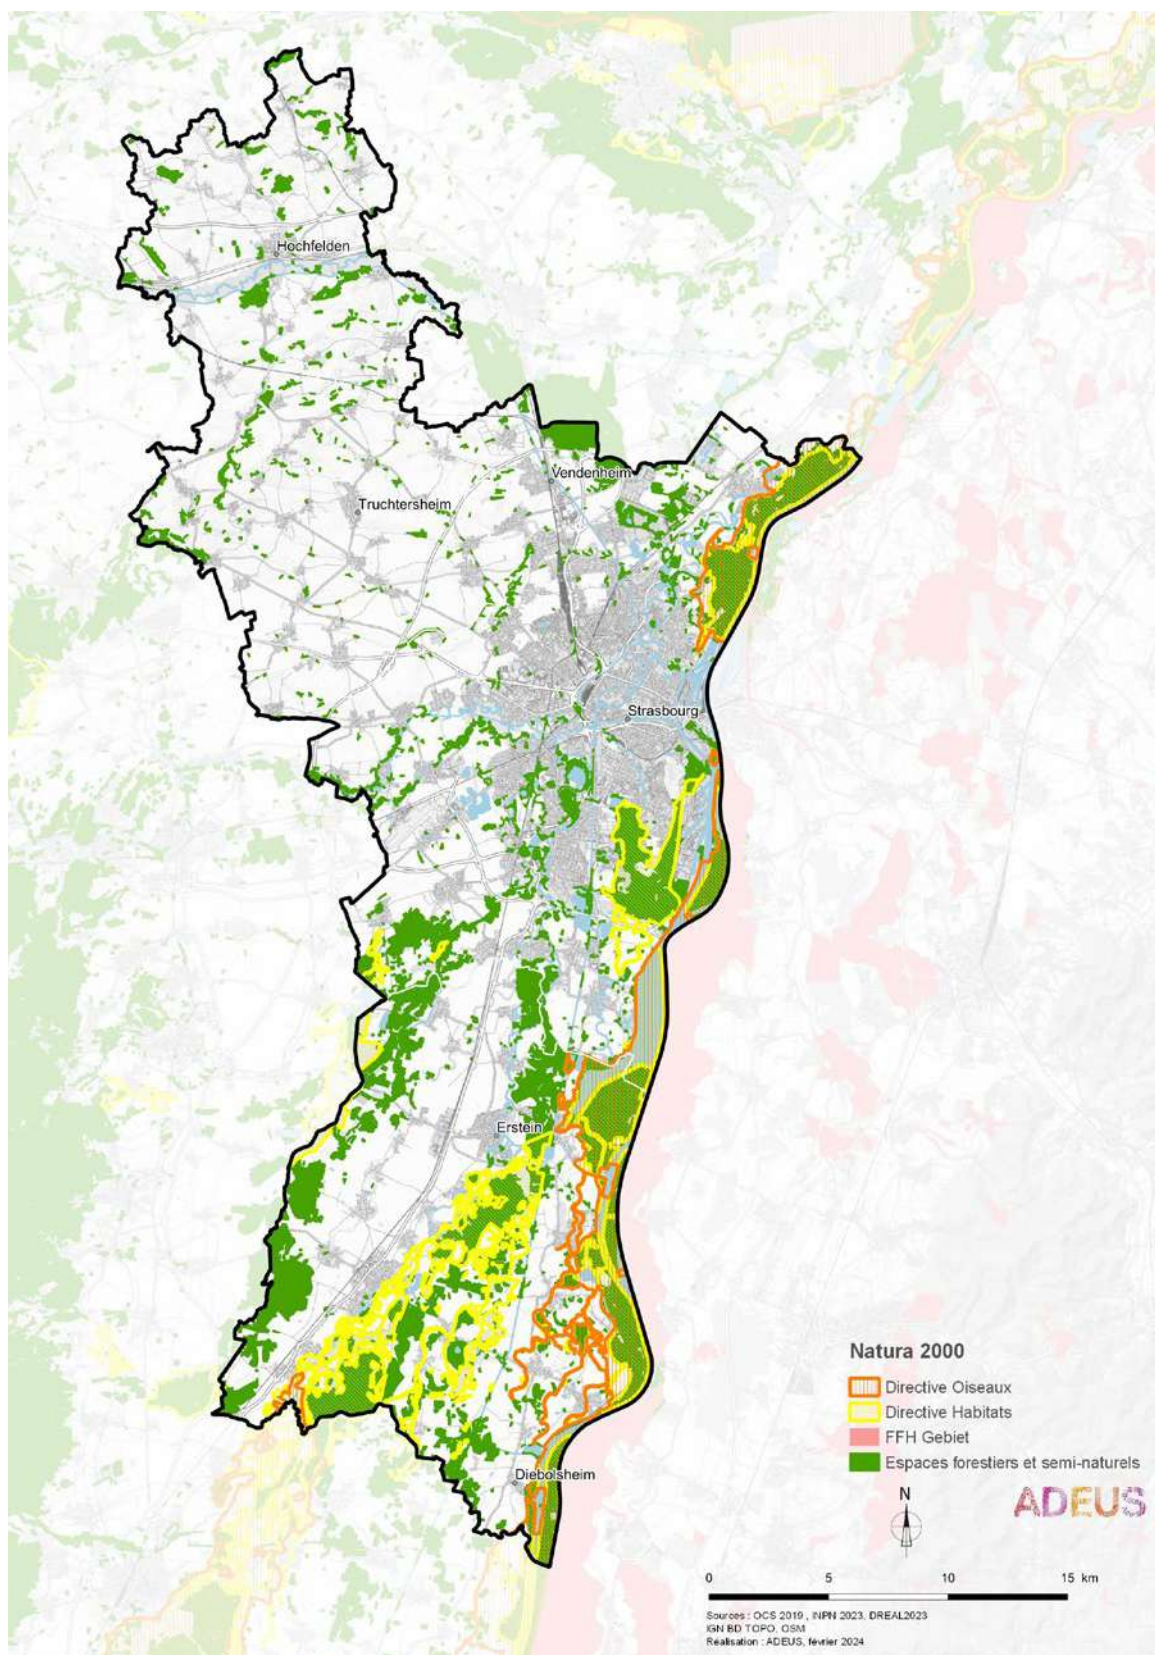 Hochfelden
Vendenheim
Truchtersheim
Strasbourg
Erstein
Diebolsheim
Natura 2000
Directive Oiseaux
Directive Habitats
FFH Gebiet
Espaces forestiers et semi-naturels
N
ADEUS
0 5 10 15 km
Sources : OCS 2019 , INPN 2023, DREAL2023
IGN BD TOPO, OSM
Réalisation : ADEUS, février 2024